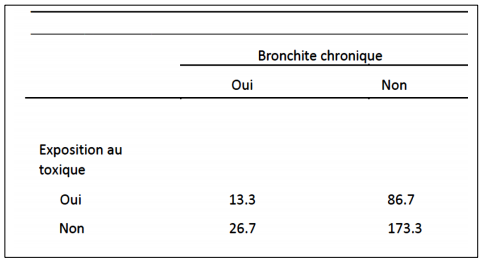 Bronchite chronique
Oui Non
Exposition au
toxique
Oui 13.3 86.7
Non 26.7 173.3